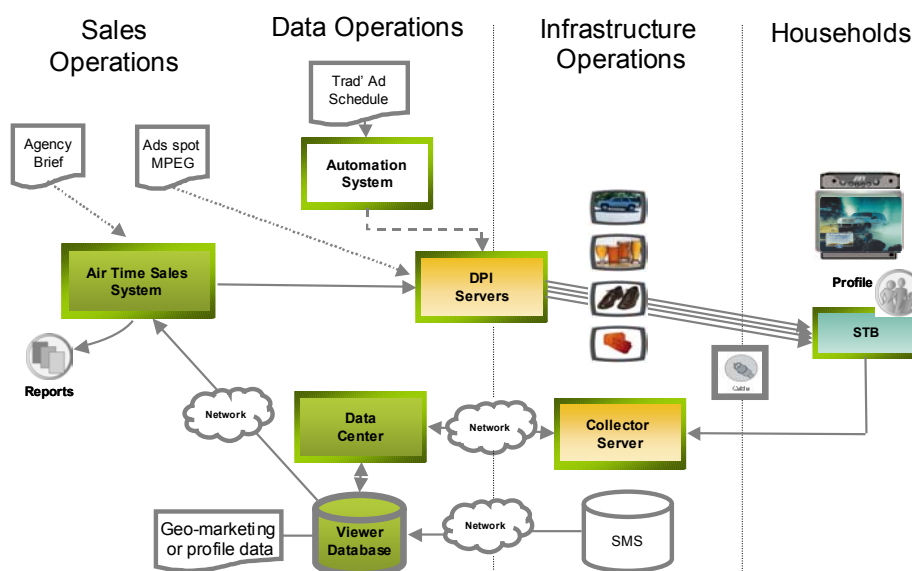 Sales
Operations
Data Operations
Infrastructure
Operations
Households
Trad' Ad
Schedule
Agency
Brief
Ads spot
MPEG
Automation
System
Air Time Sales
System
DPI
Servers
Profile
STB
Reports
Cable
Network
Data
Center
Network
Collector
Server
Geo-marketing
or profile data
Viewer
Database
Network
SMS